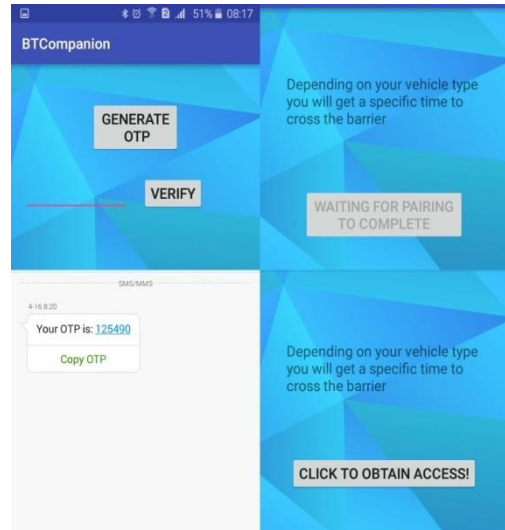 51% 08:17
BTCompanion
GENERATE
OTP
VERIFY
SMS/MMS
4-16 8:20
Your OTP is: 125490
Copy OTP
Depending on your vehicle type
you will get a specific time to
cross the barrier
WAITING FOR PAIRING
TO COMPLETE
Depending on your vehicle type
you will get a specific time to
cross the barrier
CLICK TO OBTAIN ACCESS!